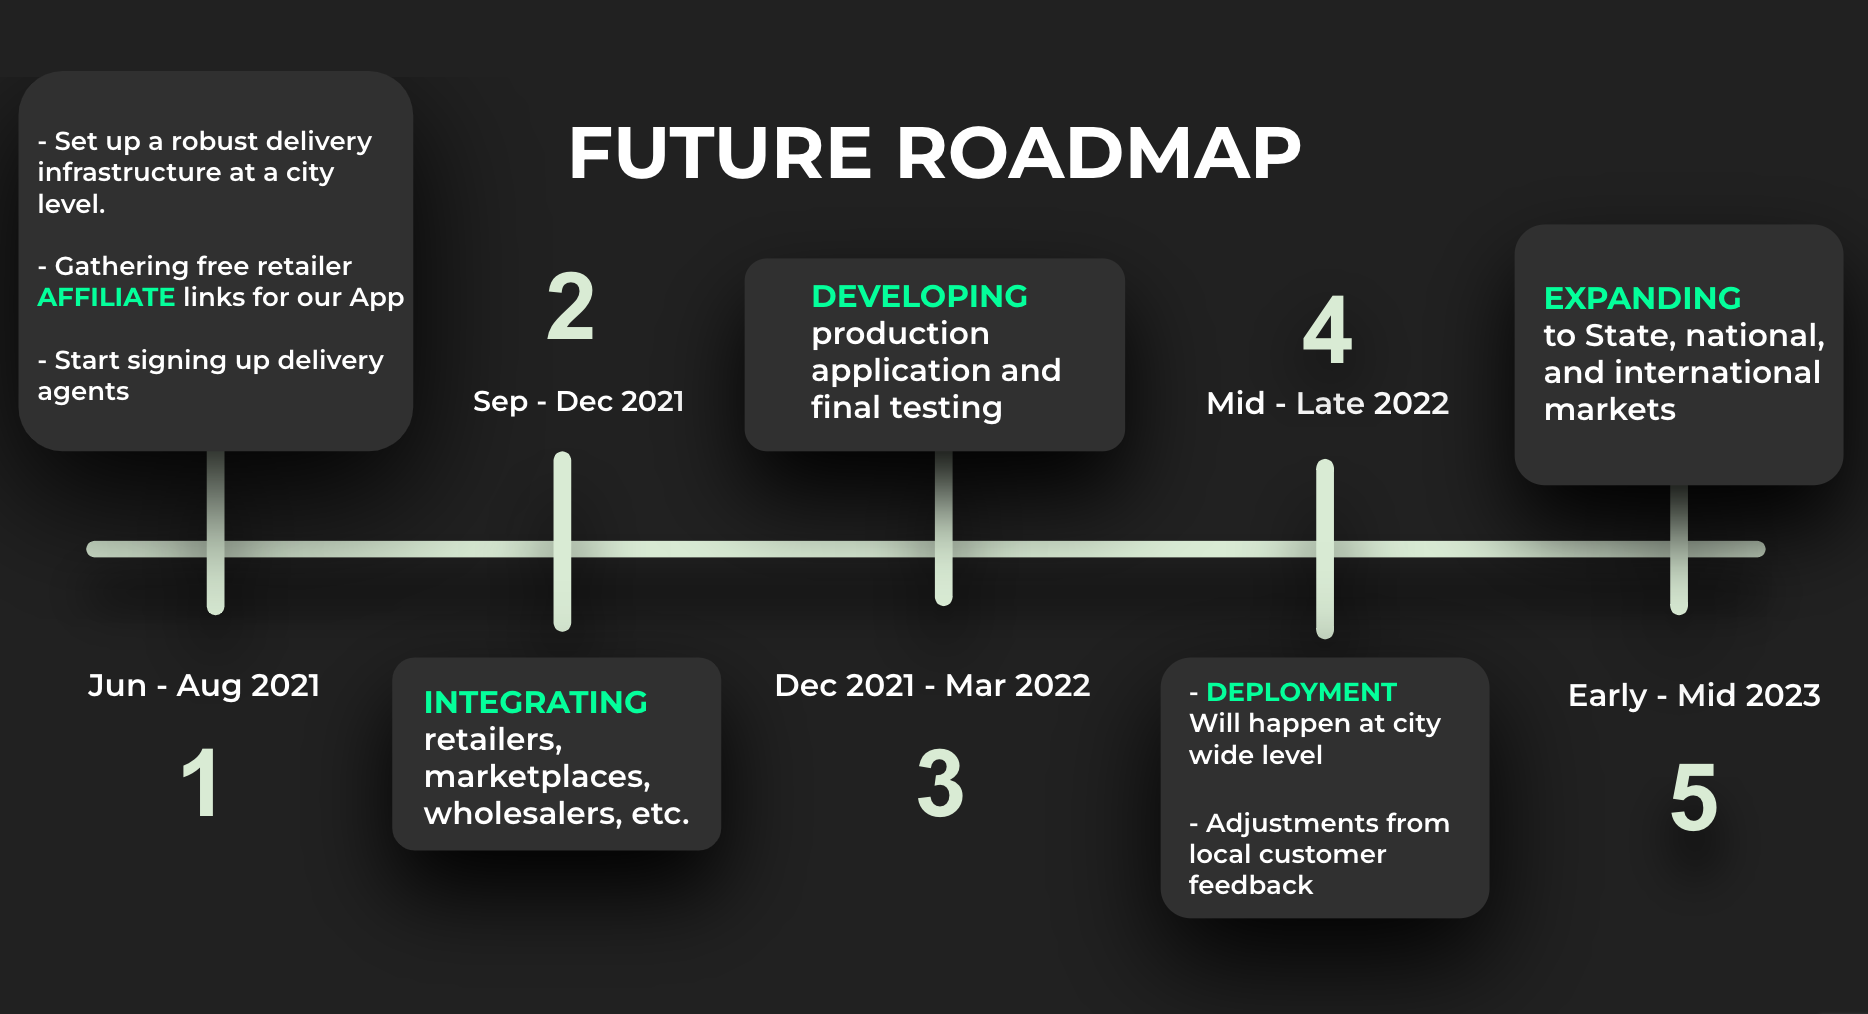 FUTURE ROADMAP
- Set up a robust delivery
infrastructure at a city
level.
- Gathering free retailer
AFFILIATE links for our App
- Start signing up delivery
agents
Jun - Aug 2021
1
2
Sep - Dec 2021
INTEGRATING
retailers,
marketplaces,
wholesalers, etc.
DEVELOPING
production
application and
final testing
Dec 2021 - Mar 2022
3
4
Mid - Late 2022
- DEPLOYMENT
Will happen at city
wide level
- Adjustments from
local customer
feedback
EXPANDING
to State, national,
and international
markets
Early - Mid 2023
5